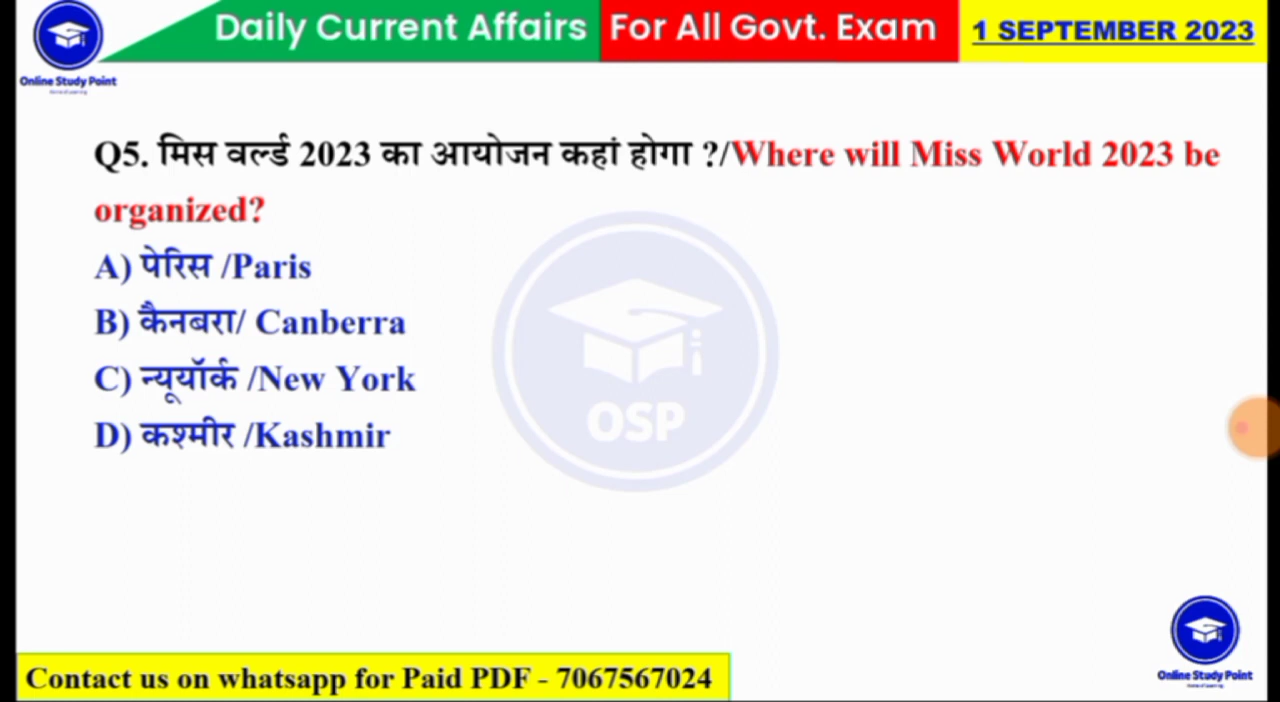 Daily Current Affairs For All Govt. Exam 1 SEPTEMBER 2023
Online Study Point
Q5. मिस वर्ल्ड 2023 का आयोजन कहां होगा ?/Where will Miss World 2023 be
organized?
A) पेरिस /Paris
B) कैनबरा/ Canberra
C) न्यूयॉर्क /New York
D) कश्मीर /Kashmir
OSP
Online Study Point
Contact us on whatsapp for Paid PDF - 7067567024